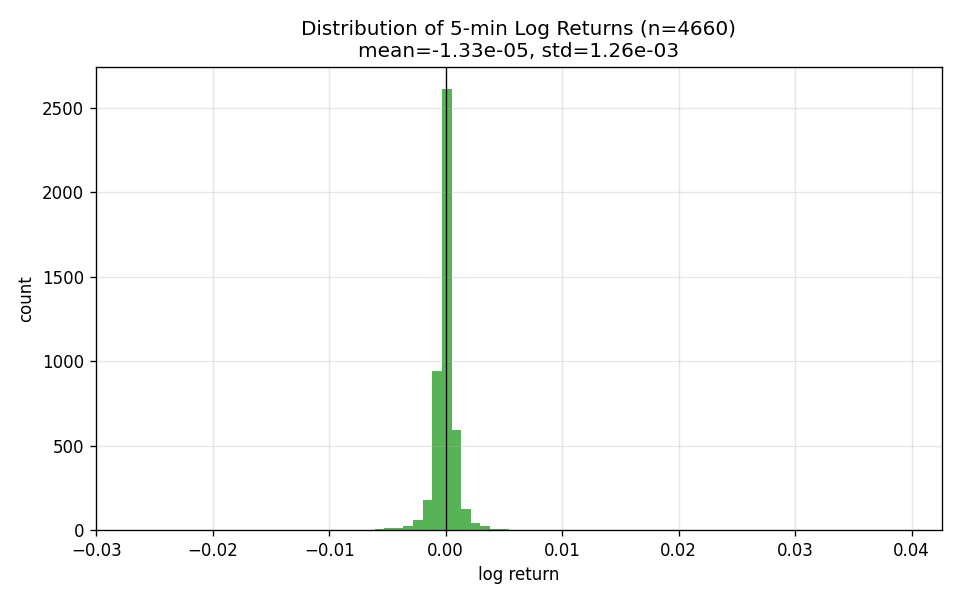 Distribution of 5-min Log Returns (n=4660)
mean=-1.33e-05, std=1.26e-03
2500
2000
1500
1000
500
0
count
−0.03 −0.02 −0.01 0.00 0.01 0.02 0.03 0.04
log return